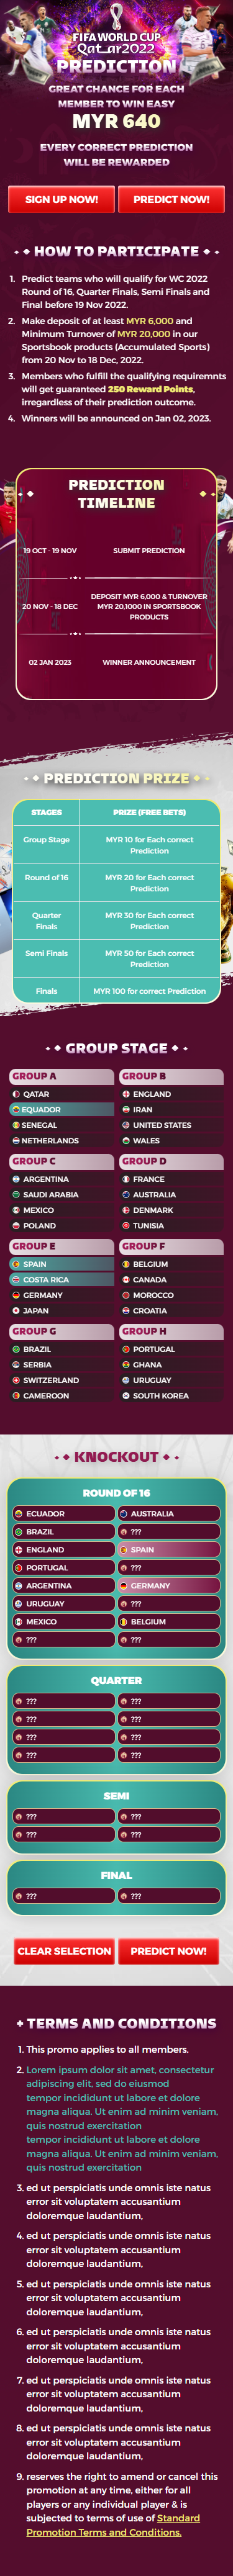 FIFA WORLD CUP
Qatar2022
PREDICTION
GREAT CHANCE FOR EACH
MEMBER TO WIN EASY
MYR 640
EVERY CORRECT PREDICTION
WILL BE REWARDED
SIGN UP NOW!
PREDICT NOW!
HOW TO PARTICIPATE
1. Predict teams who will qualify for WC 2022
Round of 16, Quarter Finals, Semi Finals and
Final before 19 Nov 2022.
2. Make deposit of at least MYR 6,000 and
Minimum Turnover of MYR 20,000 in our
Sportsbook products (Accumulated Sports)
from 20 Nov to 18 Dec, 2022.
3. Members who fulfill the qualifying requiremnts
will get guaranteed 250 Reward Points,
irregardless of their prediction outcome.
4. Winners will be announced on Jan 02, 2023.
PREDICTION
TIMELINE
19 OCT - 19 NOV
SUBMIT PREDICTION
20 NOV - 18 DEC
DEPOSIT MYR 6,000 & TURNOVER
MYR 20,1000 IN SPORTSBOOK
PRODUCTS
02 JAN 2023
WINNER ANNOUNCEMENT
PREDICTION PRIZE
STAGES
PRIZE (FREE BETS)
Group Stage
MYR 10 for Each correct
Prediction
Round of 16
MYR 20 for Each correct
Prediction
Quarter
Finals
MYR 30 for Each correct
Prediction
Semi Finals
MYR 50 for Each correct
Prediction
Finals
MYR 100 for correct Prediction
GROUP STAGE
GROUP A
QATAR
EQUADOR
SENEGAL
NETHERLANDS
GROUP B
ENGLAND
IRAN
UNITED STATES
WALES
GROUP C
ARGENTINA
SAUDI ARABIA
MEXICO
POLAND
GROUP D
FRANCE
AUSTRALIA
DENMARK
TUNISIA
GROUP E
SPAIN
COSTA RICA
GERMANY
JAPAN
GROUP F
BELGIUM
CANADA
MOROCCO
CROATIA
GROUP G
BRAZIL
SERBIA
SWITZERLAND
CAMEROON
GROUP H
PORTUGAL
GHANA
URUGUAY
SOUTH KOREA
KNOCKOUT
ROUND OF 16
ECUADOR
AUSTRALIA
BRAZIL
???
ENGLAND
SPAIN
PORTUGAL
???
ARGENTINA
GERMANY
URUGUAY
???
MEXICO
BELGIUM
???
???
QUARTER
???
???
???
???
???
???
???
???
SEMI
???
???
???
???
FINAL
???
???
CLEAR SELECTION
PREDICT NOW!
TERMS AND CONDITIONS
1. This promo applies to all members.
2. Lorem ipsum dolor sit amet, consectetur
adipiscing elit, sed do eiusmod
tempor incididunt ut labore et dolore
magna aliqua. Ut enim ad minim veniam,
quis nostrud exercitation
tempor incididunt ut labore et dolore
magna aliqua. Ut enim ad minim veniam,
quis nostrud exercitation
3. ed ut perspiciatis unde omnis iste natus
error sit voluptatem accusantium
doloremque laudantium,
4. ed ut perspiciatis unde omnis iste natus
error sit voluptatem accusantium
doloremque laudantium,
5. ed ut perspiciatis unde omnis iste natus
error sit voluptatem accusantium
doloremque laudantium,
6. ed ut perspiciatis unde omnis iste natus
error sit voluptatem accusantium
doloremque laudantium,
7. ed ut perspiciatis unde omnis iste natus
error sit voluptatem accusantium
doloremque laudantium,
8. ed ut perspiciatis unde omnis iste natus
error sit voluptatem accusantium
doloremque laudantium,
9. reserves the right to amend or cancel this
promotion at any time, either for all
players or any individual player & is
subjected to terms of use of Standard
Promotion Terms and Conditions.